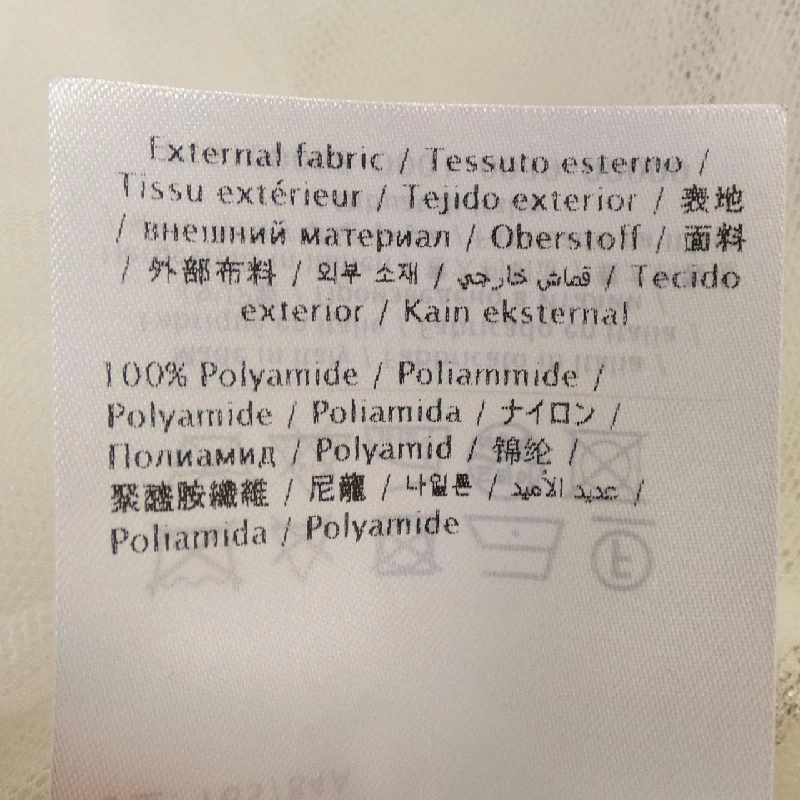 External fabric / Tessuto esterno /
Tissu extérieur / Tejido exterior / 表地
/ внешний материал / Oberstoff / 面料
/ 外部布料 / 외부 소재 / قماش خارجي / Tecido
exterior / Kain eksternal
100% Polyamide / Poliammide /
Polyamide / Poliamida / ナイロン /
Полиамид / Polyamid / 锦纶 /
聚醯胺纖維 / 尼龍 / 나일론 / عديد الأميد /
Poliamida / Polyamide